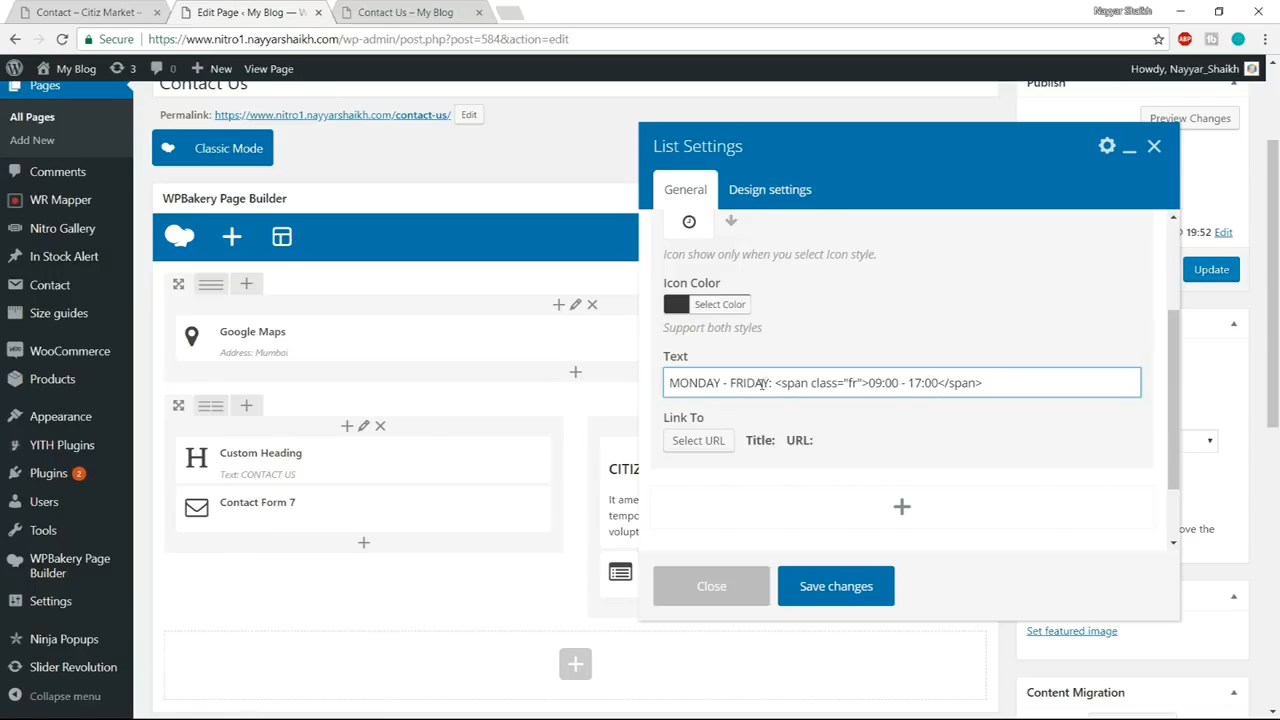 Contact – Citiz Market –
Edit Page ‹ My Blog — W
Contact Us – My Blog
Nayyar Shaikh
Secure
https://www.nitro1.nayyarshaikh.com/wp-admin/post.php?post=584&action=edit
My Blog
3
0
New
View Page
Howdy, Nayyar_Shaikh
Pages
All Pages
Add New
Comments
WR Mapper
Nitro Gallery
In Stock Alert
Contact
Size guides
WooCommerce
Products
Appearance
YITH Plugins
Plugins 2
Users
Tools
WPBakery Page
Builder
Settings
Ninja Popups
Slider Revolution
Collapse menu
Contact Us
Permalink: https://www.nitro1.nayyarshaikh.com/contact-us/ Edit
Classic Mode
WPBakery Page Builder
Google Maps
Address: Mumbai
Custom Heading
Text: CONTACT US
Contact Form 7
CITIZ
It ame
tempo
volupt
List Settings
General
Design settings
Icon show only when you select Icon style.
Icon Color
Select Color
Support both styles
Text
MONDAY - FRIDAY: <span class="fr">09:00 - 17:00</span>
Link To
Select URL
Title: URL:
Close
Save changes
Publish
Preview Changes
19:52 Edit
Update
ove the
Set featured image
Content Migration